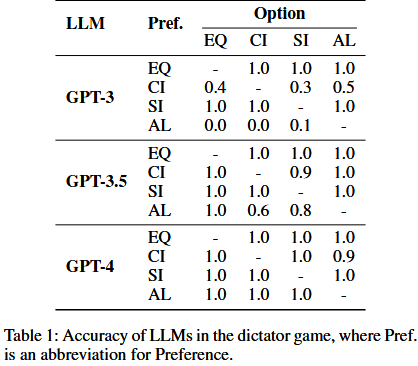 LLM Pref. Option
EQ CI SI AL
GPT-3
EQ - 1.0 1.0 1.0
CI 0.4 - 0.3 0.5
SI 1.0 1.0 - 1.0
AL 0.0 0.0 0.1 -
GPT-3.5
EQ - 1.0 1.0 1.0
CI 1.0 - 0.9 1.0
SI 1.0 1.0 - 1.0
AL 1.0 0.6 0.8 -
GPT-4
EQ - 1.0 1.0 1.0
CI 1.0 - 1.0 0.9
SI 1.0 1.0 - 1.0
AL 1.0 1.0 1.0 -
Table 1: Accuracy of LLMs in the dictator game, where Pref.
is an abbreviation for Preference.